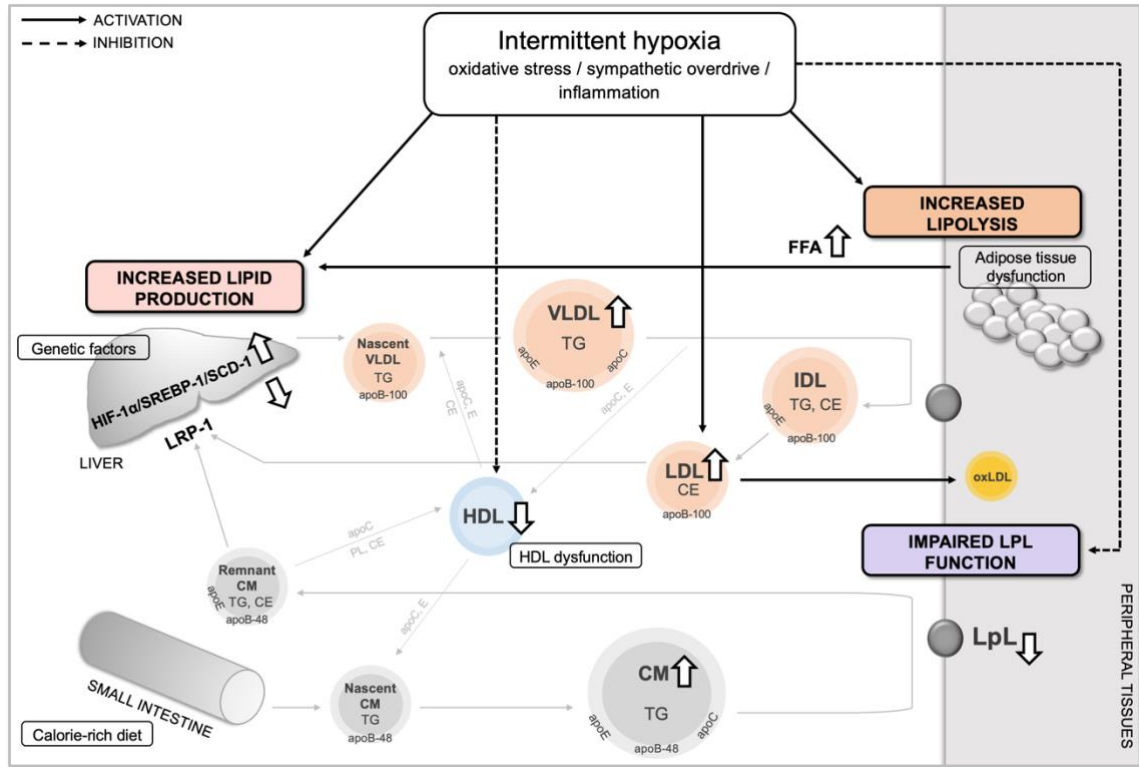 ACTIVATION
INHIBITION
Intermittent hypoxia
oxidative stress / sympathetic overdrive /
inflammation
INCREASED
LIPOLYSIS
FFA
Adipose tissue
dysfunction
INCREASED LIPID
PRODUCTION
Genetic factors
HIF-1α/SREBP-1/SCD-1
LRP-1
LIVER
Nascent
VLDL
TG
apoB-100
VLDL
TG
apoE
apoC
apoB-100
IDL
TG, CE
apoE
apoB-100
apoC, E
CE
apoC, E
LDL
CE
apoB-100
oxLDL
HDL
HDL dysfunction
IMPAIRED LPL
FUNCTION
apoC
PL, CE
Remnant
CM
TG, CE
apoE
apoB-48
apoC, E
LpL
PERIPHERAL TISSUES
SMALL INTESTINE
Calorie-rich diet
Nascent
CM
TG
apoB-48
CM
TG
apoE
apoC
apoB-48